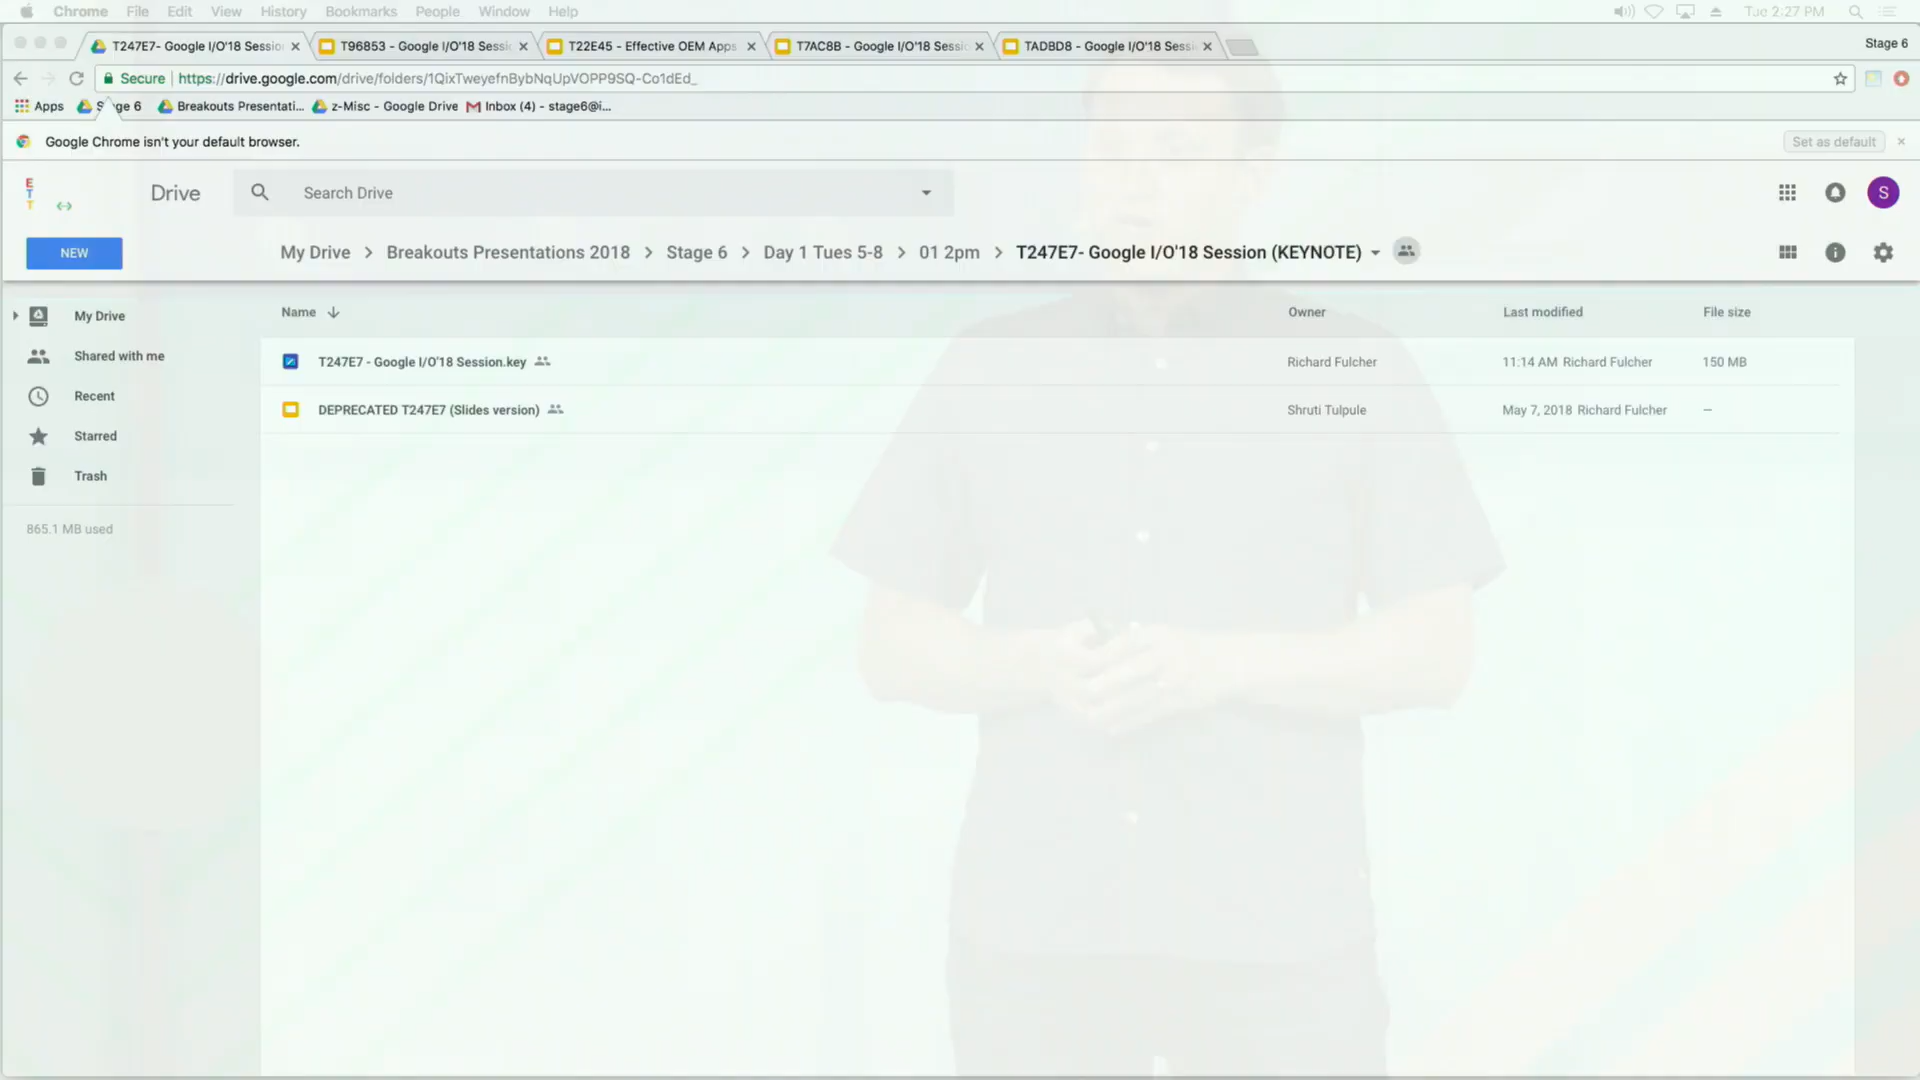 Chrome File Edit View History Bookmarks People Window Help Tue 2:27 PM
T247E7- Google I/O'18 Sessio T96853 - Google I/O'18 Sessi T22E45 - Effective OEM Apps T7AC8B - Google I/O'18 Sessi TADBD8 - Google I/O'18 Sessi Stage 6
Secure https://drive.google.com/drive/folders/1QixTweyefnBybNqUpVOPP9SQ-Co1dEd_
Apps Breakouts Presentati... z-Misc - Google Drive Inbox (4) - stage6@i...
Google Chrome isn't your default browser. Set as default
Drive Search Drive S
NEW My Drive > Breakouts Presentations 2018 > Stage 6 > Day 1 Tues 5-8 > 01 2pm > T247E7- Google I/O'18 Session (KEYNOTE)
Name Owner Last modified File size
My Drive
Shared with me
Recent
Starred
Trash
865.1 MB used
T247E7 - Google I/O'18 Session.key Richard Fulcher 11:14 AM Richard Fulcher 150 MB
DEPRECATED T247E7 (Slides version) Shruti Tulpule May 7, 2018 Richard Fulcher —